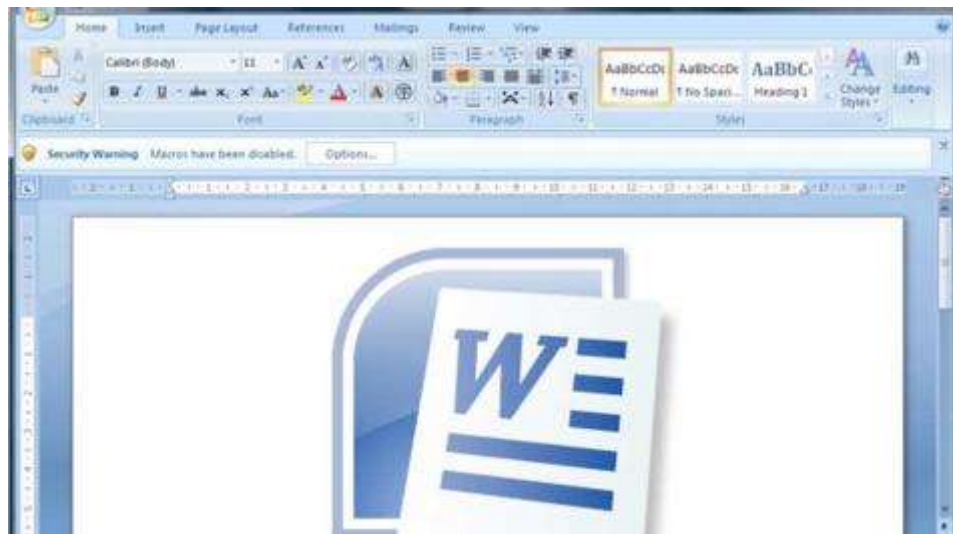 Home Insert Page Layout References Mailings Review View
Calibri (Body) 11
Paste
AaBbCcDc AaBbCcDc AaBbC
¶ Normal ¶ No Spaci... Heading 1
Change Styles
Editing
Clipboard Font Paragraph Styles
Security Warning Macros have been disabled. Options...
W